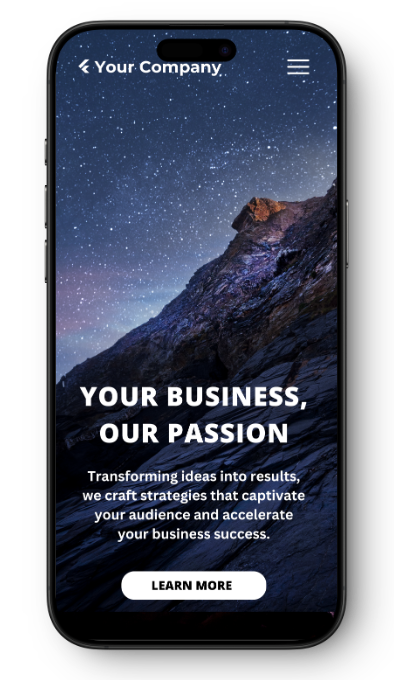 Your Company
YOUR BUSINESS,
OUR PASSION
Transforming ideas into results,
we craft strategies that captivate
your audience and accelerate
your business success.
LEARN MORE